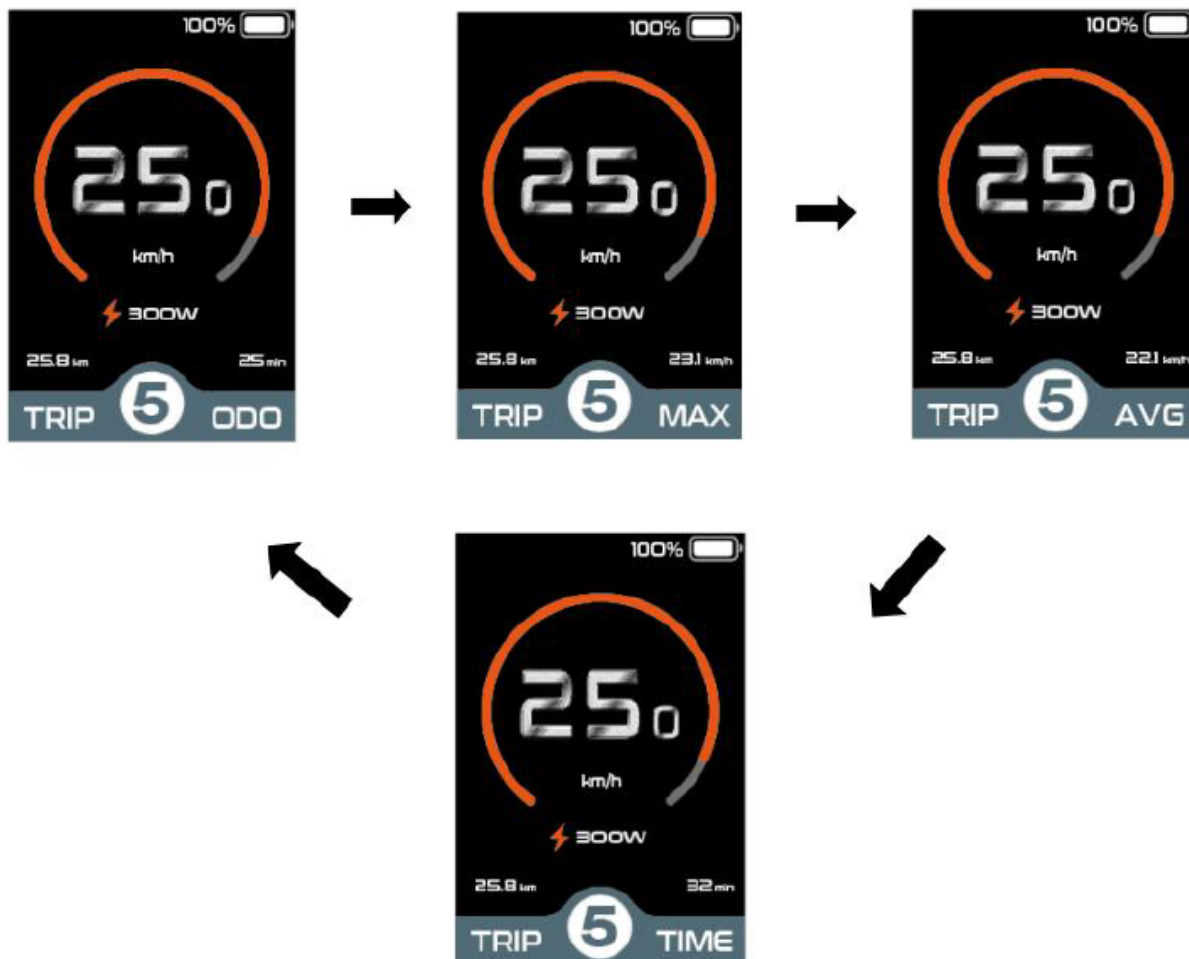 100%
25.0
km/h
300W
25.8 km 25 min
TRIP 5 ODO
100%
25.0
km/h
300W
25.8 km 23.1 km/h
TRIP 5 MAX
100%
25.0
km/h
300W
25.8 km 22.1 km/h
TRIP 5 AVG
100%
25.0
km/h
300W
25.8 km 32 min
TRIP 5 TIME